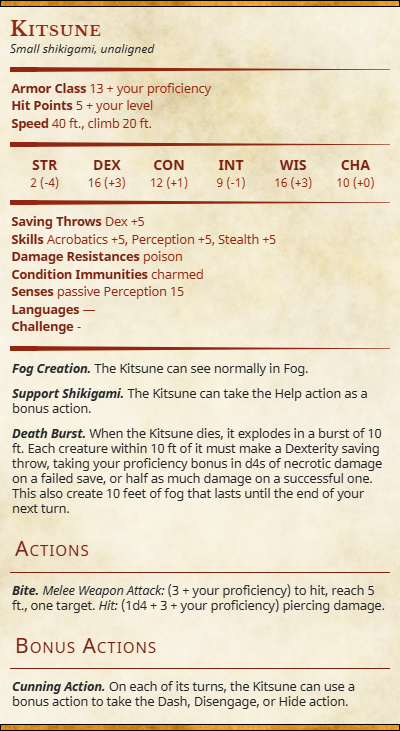 Kitsune
Small shikigami, unaligned
Armor Class 13 + your proficiency
Hit Points 5 + your level
Speed 40 ft., climb 20 ft.
STR DEX CON INT WIS CHA
2 (-4) 16 (+3) 12 (+1) 9 (-1) 16 (+3) 10 (+0)
Saving Throws Dex +5
Skills Acrobatics +5, Perception +5, Stealth +5
Damage Resistances poison
Condition Immunities charmed
Senses passive Perception 15
Languages —
Challenge -
Fog Creation. The Kitsune can see normally in Fog.
Support Shikigami. The Kitsune can take the Help action as a
bonus action.
Death Burst. When the Kitsune dies, it explodes in a burst of 10
ft. Each creature within 10 ft of it must make a Dexterity saving
throw, taking your proficiency bonus in d4s of necrotic damage
on a failed save, or half as much damage on a successful one.
This also create 10 feet of fog that lasts until the end of your
next turn.
Actions
Bite. Melee Weapon Attack: (3 + your proficiency) to hit, reach 5
ft., one target. Hit: (1d4 + 3 + your proficiency) piercing damage.
Bonus Actions
Cunning Action. On each of its turns, the Kitsune can use a
bonus action to take the Dash, Disengage, or Hide action.